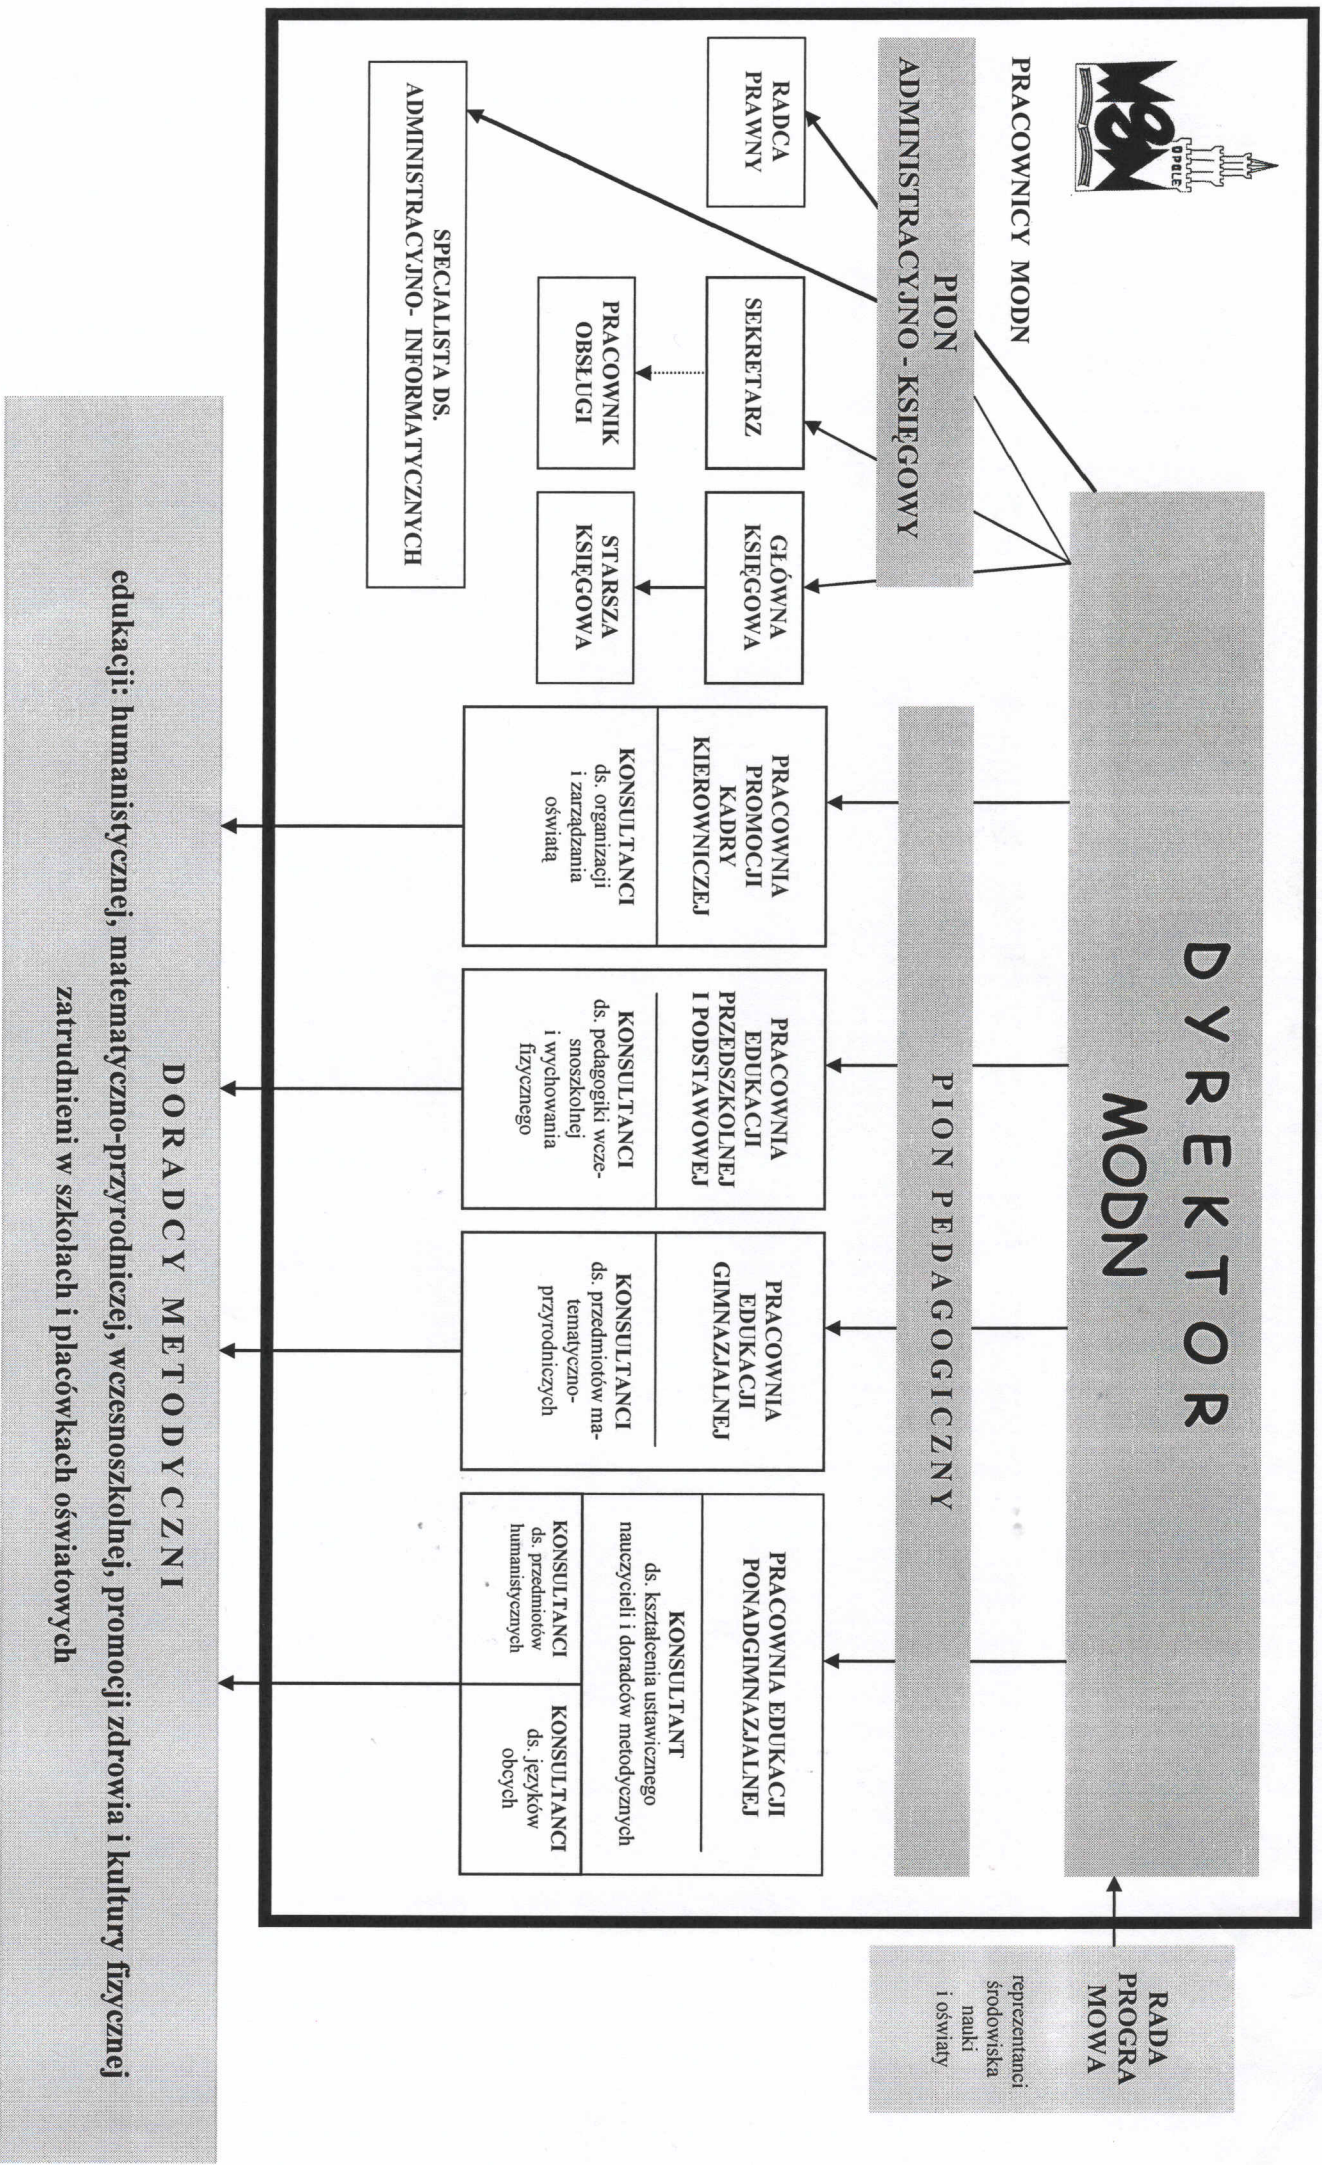 OPOLE
PRACOWNICY MODN
DYREKTOR
MODN
RADA
PROGRA
MOWA
reprezentanci
środowiska
nauki
i oświaty
PION
ADMINISTRACYJNO - KSIĘGOWY
PION PEDAGOGICZNY
RADCA
PRAWNY
SEKRETARZ
GŁÓWNA
KSIĘGOWA
PRACOWNIK
OBSŁUGI
STARSZA
KSIĘGOWA
SPECJALISTA DS.
ADMINISTRACYJNO- INFORMATYCZNYCH
PRACOWNIA
PROMOCJI
KADRY
KIEROWNICZEJ
KONSULTANCI
ds. organizacji
i zarządzania
oświatą
PRACOWNIA
EDUKACJI
PRZEDSZKOLNEJ
I PODSTAWOWEJ
KONSULTANCI
ds. pedagogiki wcze-
snoszkolnej
i wychowania
fizycznego
PRACOWNIA
EDUKACJI
GIMNAZJALNEJ
KONSULTANCI
ds. przedmiotów ma-
tematyczno-
przyrodniczych
PRACOWNIA EDUKACJI
PONADGIMNAZJALNEJ
KONSULTANT
ds. kształcenia ustawicznego
nauczycieli i doradców metodycznych
KONSULTANCI
ds. przedmiotów
humanistycznych
KONSULTANCI
ds. języków
obcych
DORADCY METODYCZNI
edukacji: humanistycznej, matematyczno-przyrodniczej, wczesnoszkolnej, promocji zdrowia i kultury fizycznej
zatrudnieni w szkołach i placówkach oświatowych